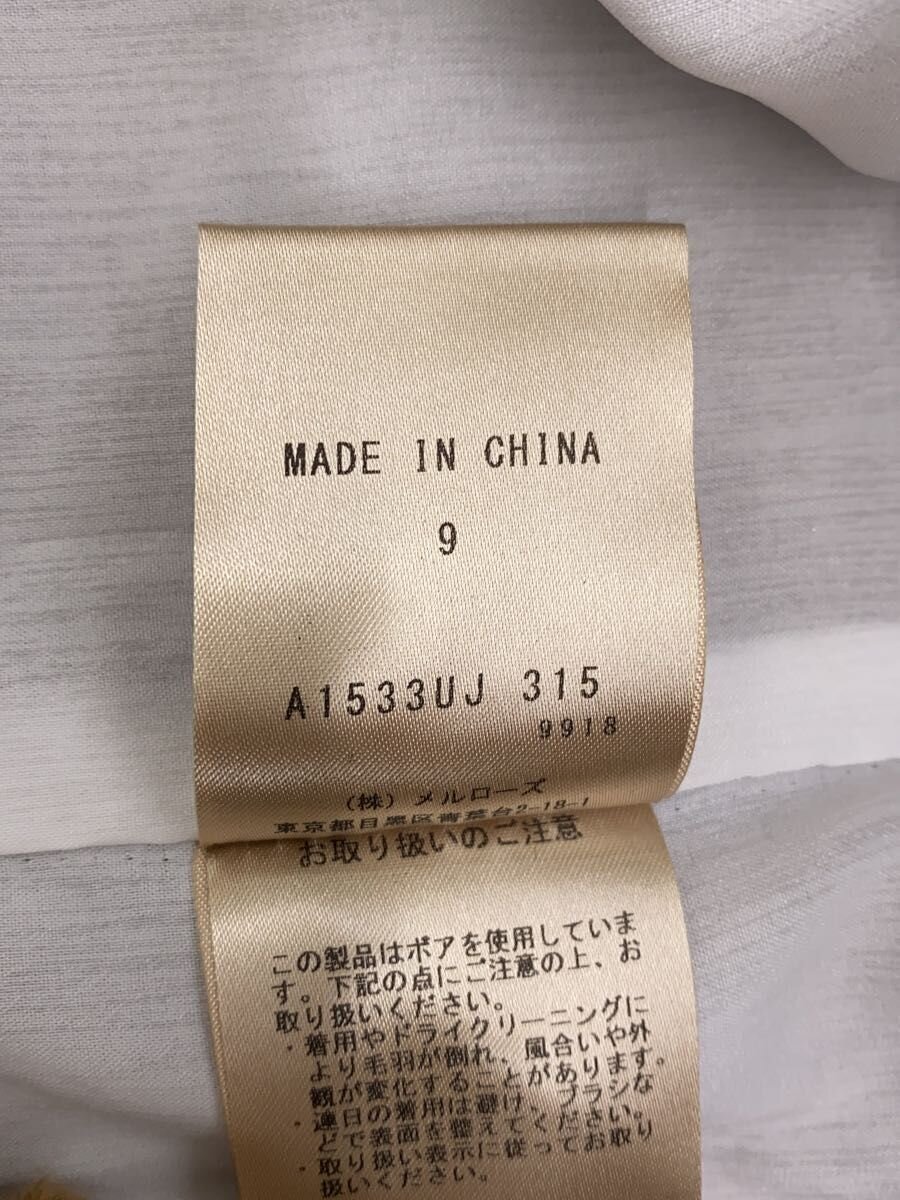 MADE IN CHINA
9
A1533UJ 315
9918
(株)メルローズ
東京都目黒区青葉台2-18-1
お取り扱いのご注意
この製品はボアを使用していま
す。下記の点にご注意の上、お
取り扱いください。
・着用やドライクリーニングに
より毛羽が倒れ、風合いや外
観が変化することがあります。
・連日の着用は避け、ブラシな
どで表面を整えてください。
・取り扱い表示に従ってお取り
扱いください。